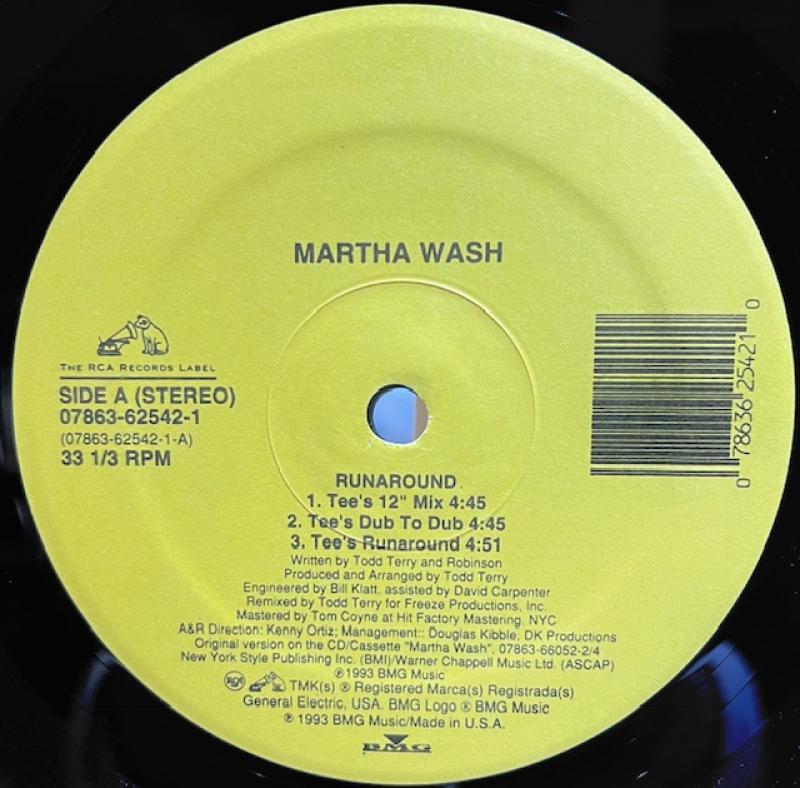 MARTHA WASH
THE RCA RECORDS LABEL
SIDE A (STEREO)
07863-62542-1
(07863-62542-1-A)
33 1/3 RPM
0 78636 25421 0
RUNAROUND
1. Tee's 12" Mix 4:45
2. Tee's Dub To Dub 4:45
3. Tee's Runaround 4:51
Written by Todd Terry and Robinson
Produced and Arranged by Todd Terry
Engineered by Bill Klatt, assisted by David Carpenter
Remixed by Todd Terry for Freeze Productions, Inc.
Mastered by Tom Coyne at Hit Factory Mastering, NYC
A&R Direction: Kenny Ortiz; Management:: Douglas Kibble, DK Productions
Original version on the CD/Cassette "Martha Wash", 07863-66052-2/4
New York Style Publishing Inc. (BMI)/Warner Chappell Music Ltd. (ASCAP)
℗1993 BMG Music
RCA TMK(s) ® Registered Marca(s) Registrada(s)
General Electric, USA. BMG Logo ® BMG Music
℗ 1993 BMG Music/Made in U.S.A.
BMG